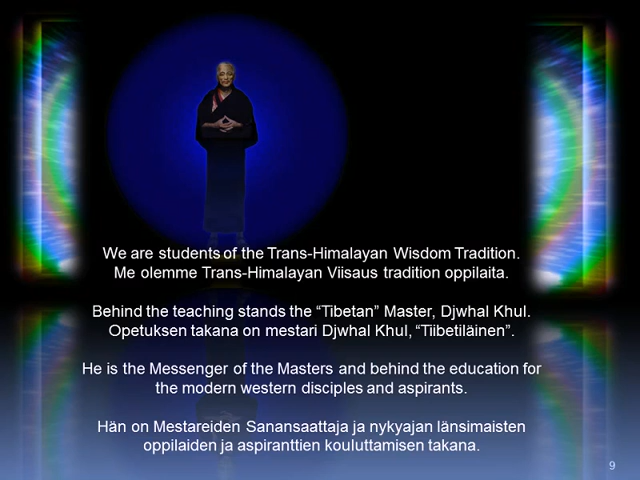 We are students of the Trans-Himalayan Wisdom Tradition.
Me olemme Trans-Himalayan Viisaus tradition oppilaita.
Behind the teaching stands the “Tibetan” Master, Djwhal Khul.
Opetuksen takana on mestari Djwhal Khul, “Tiibetiläinen”.
He is the Messenger of the Masters and behind the education for
the modern western disciples and aspirants.
Hän on Mestareiden Sanansaattaja ja nykyajan länsimaisten
oppilaiden ja aspiranttien kouluttamisen takana.
9